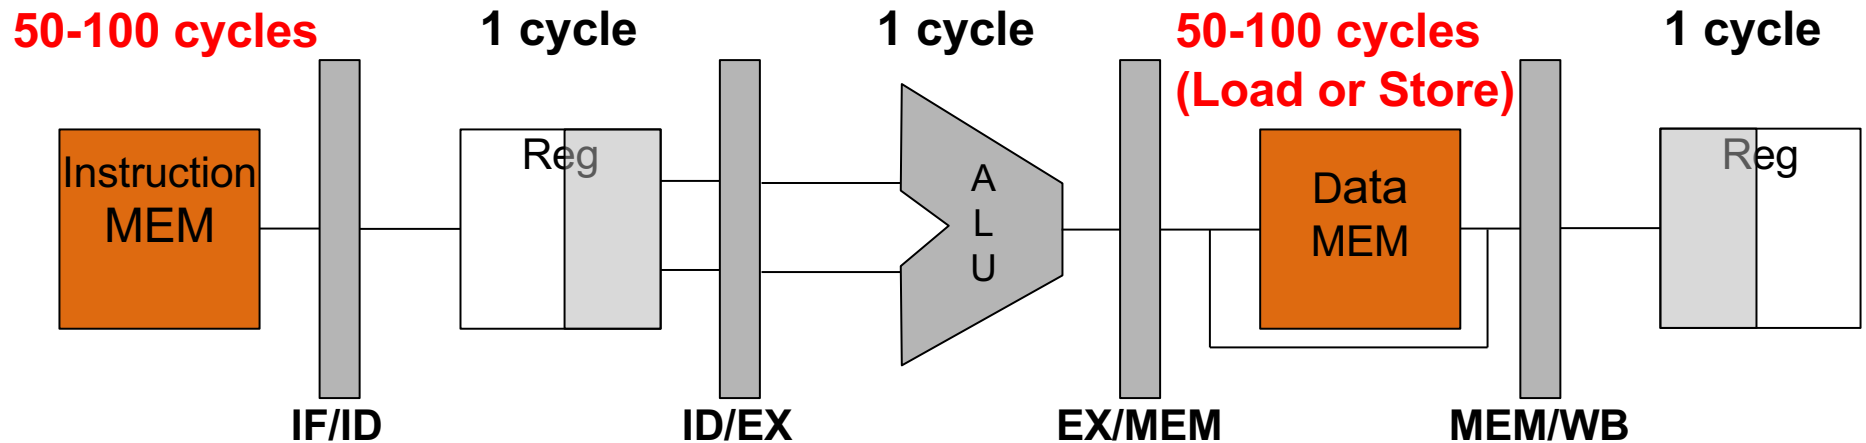 50-100 cycles
1 cycle
1 cycle
50-100 cycles
(Load or Store)
1 cycle
Instruction
MEM
Reg
A
L
U
Data
MEM
Reg
IF/ID
ID/EX
EX/MEM
MEM/WB